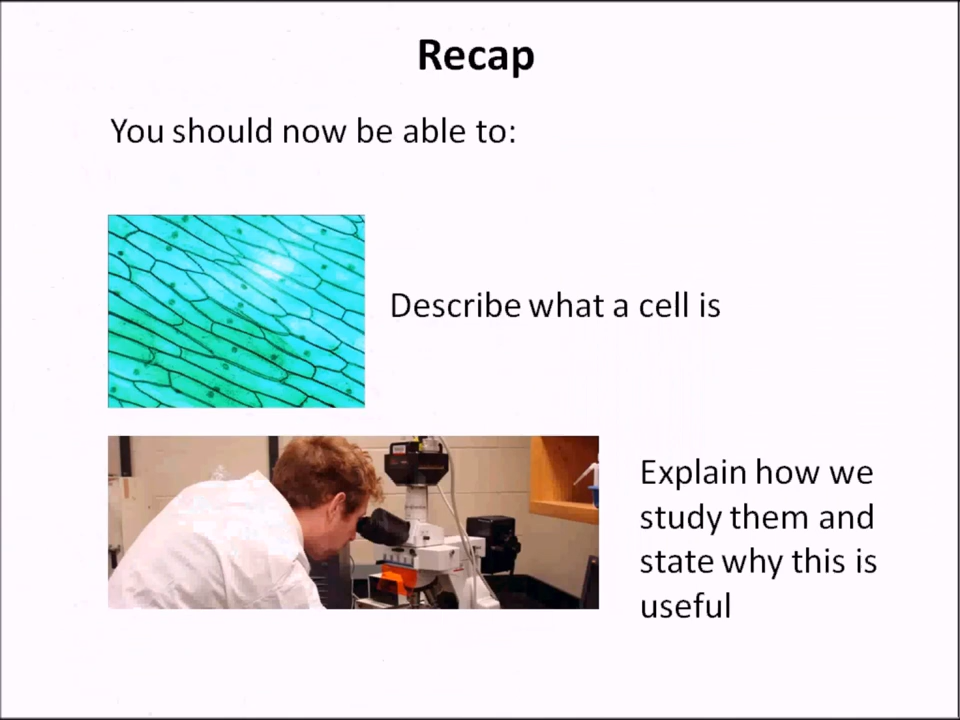 Recap
You should now be able to:
Describe what a cell is
Explain how we
study them and
state why this is
useful